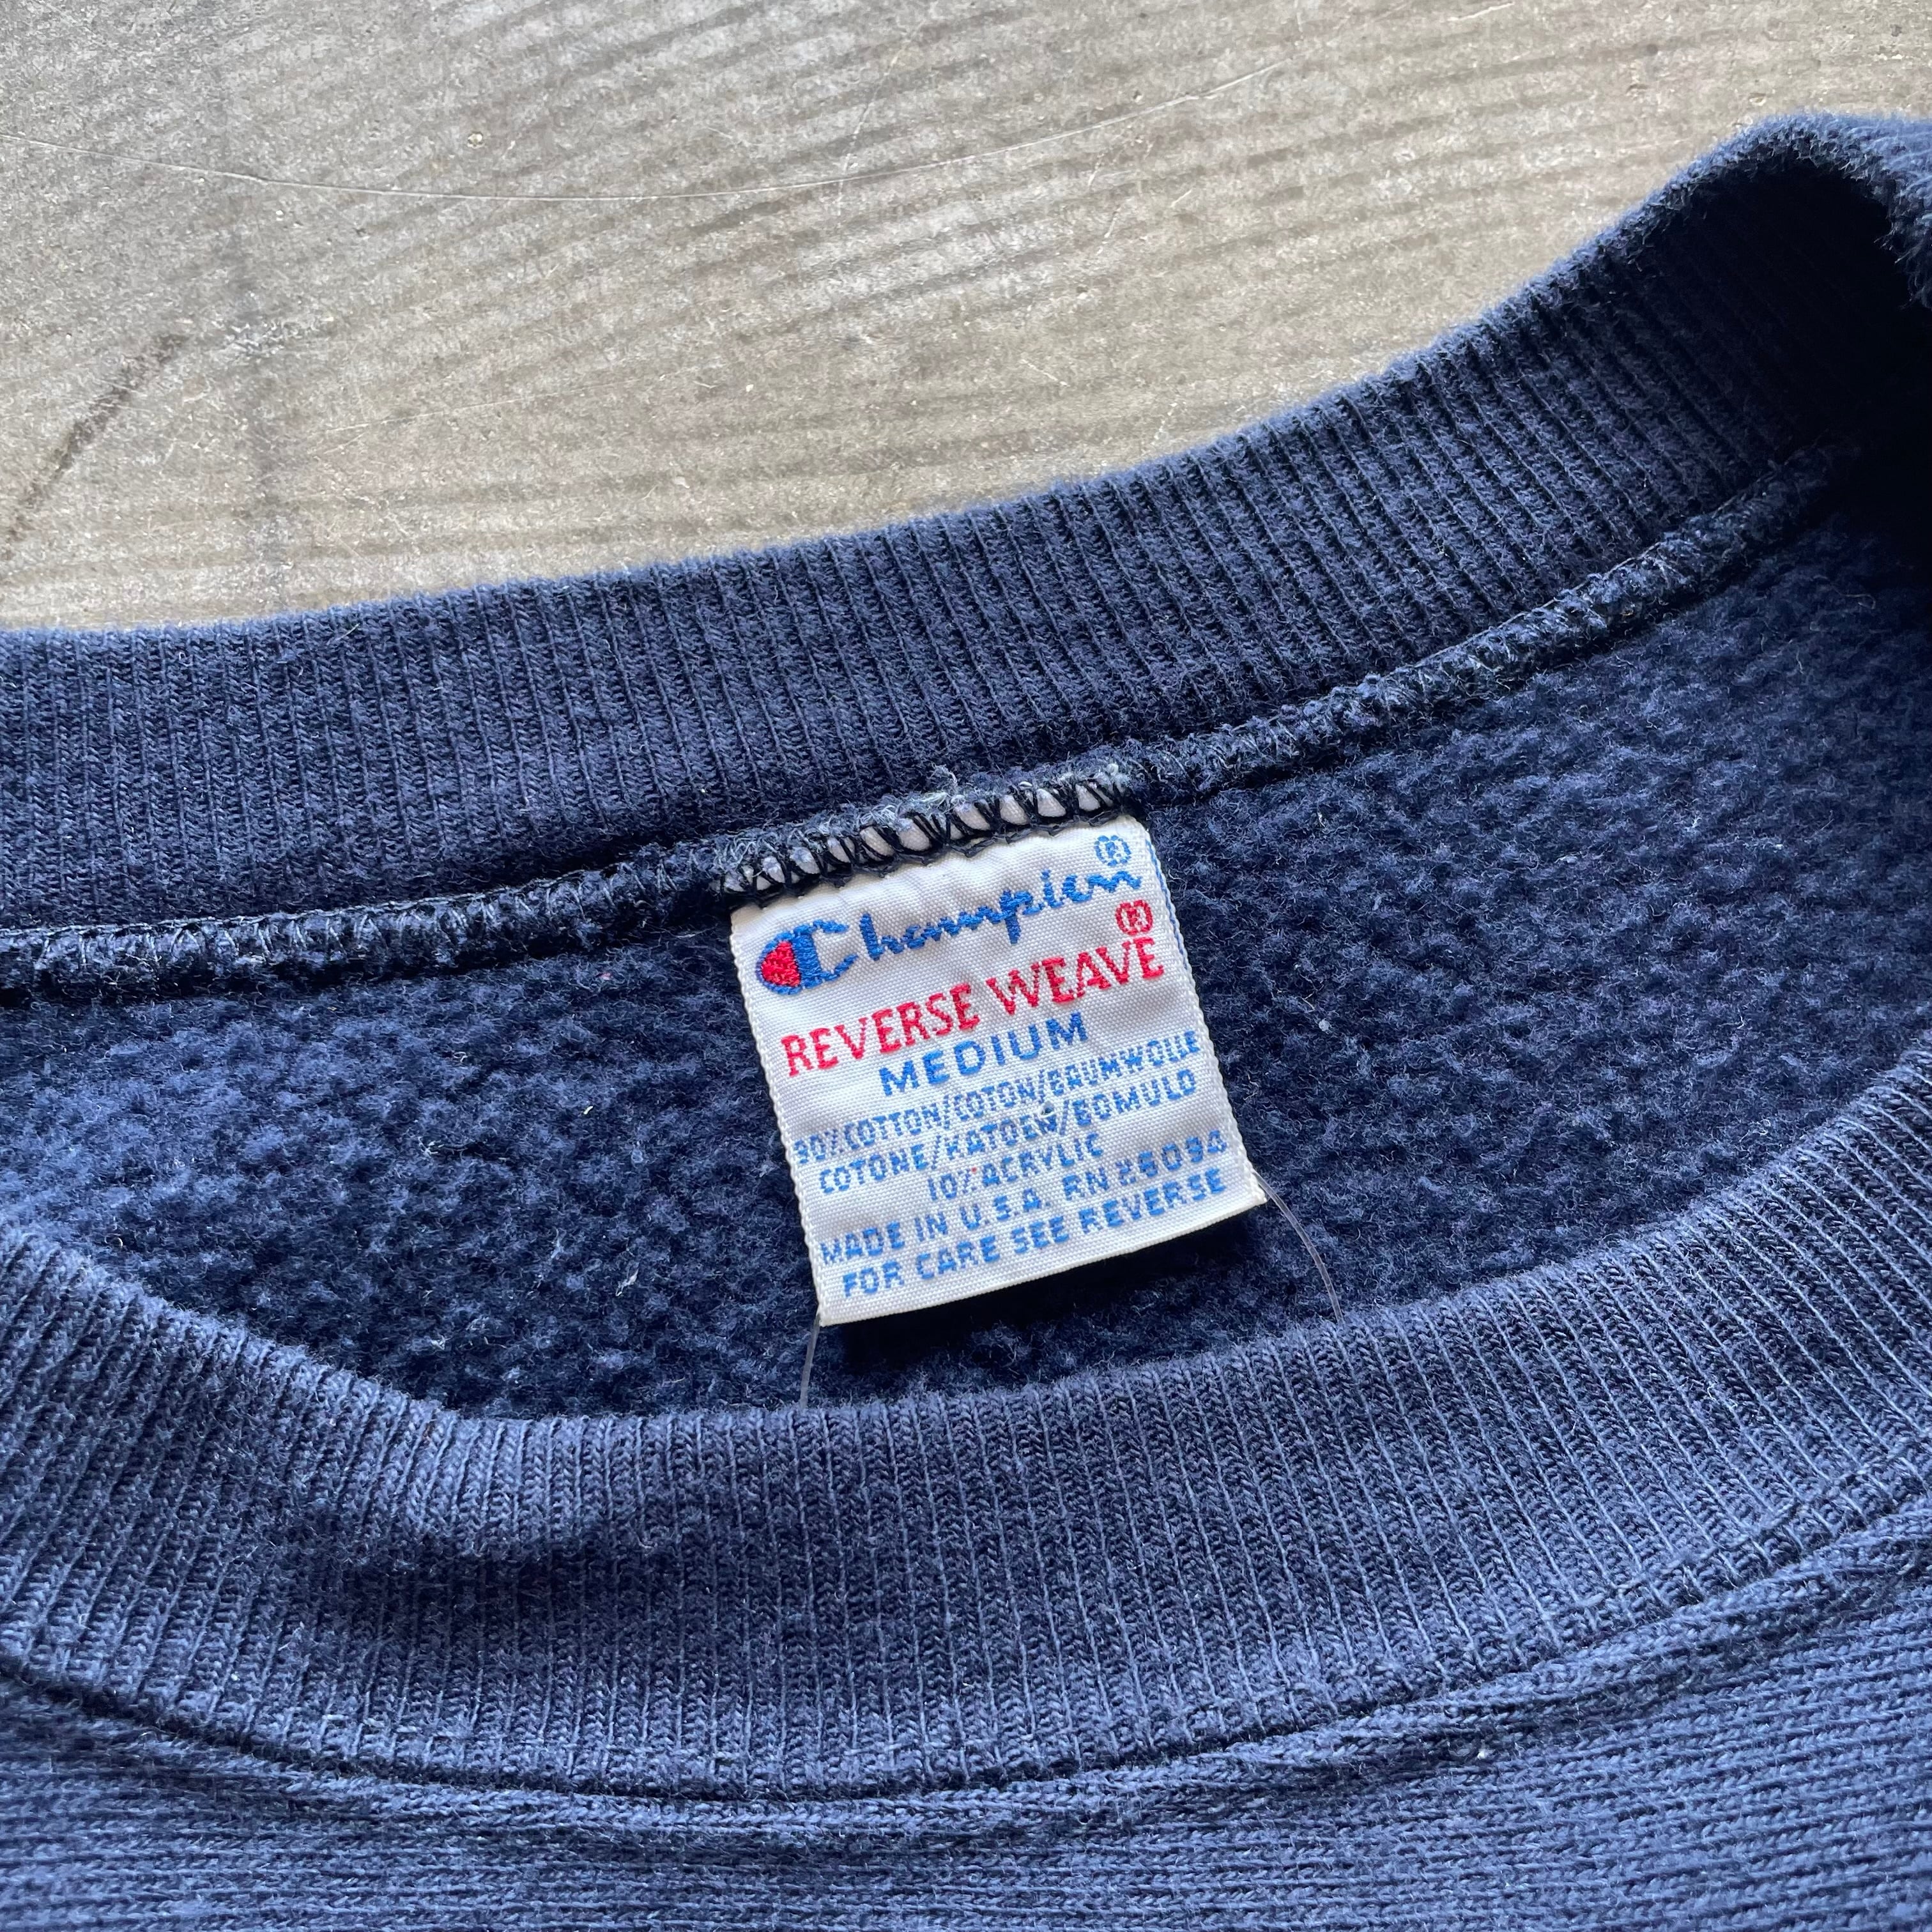 Champion®
REVERSE WEAVE®
MEDIUM
90% COTTON/COTON/BAUMWOLLE
COTONE/KATOEN/BOMULD
10% ACRYLIC
MADE IN U.S.A. RN 26094
FOR CARE SEE REVERSE